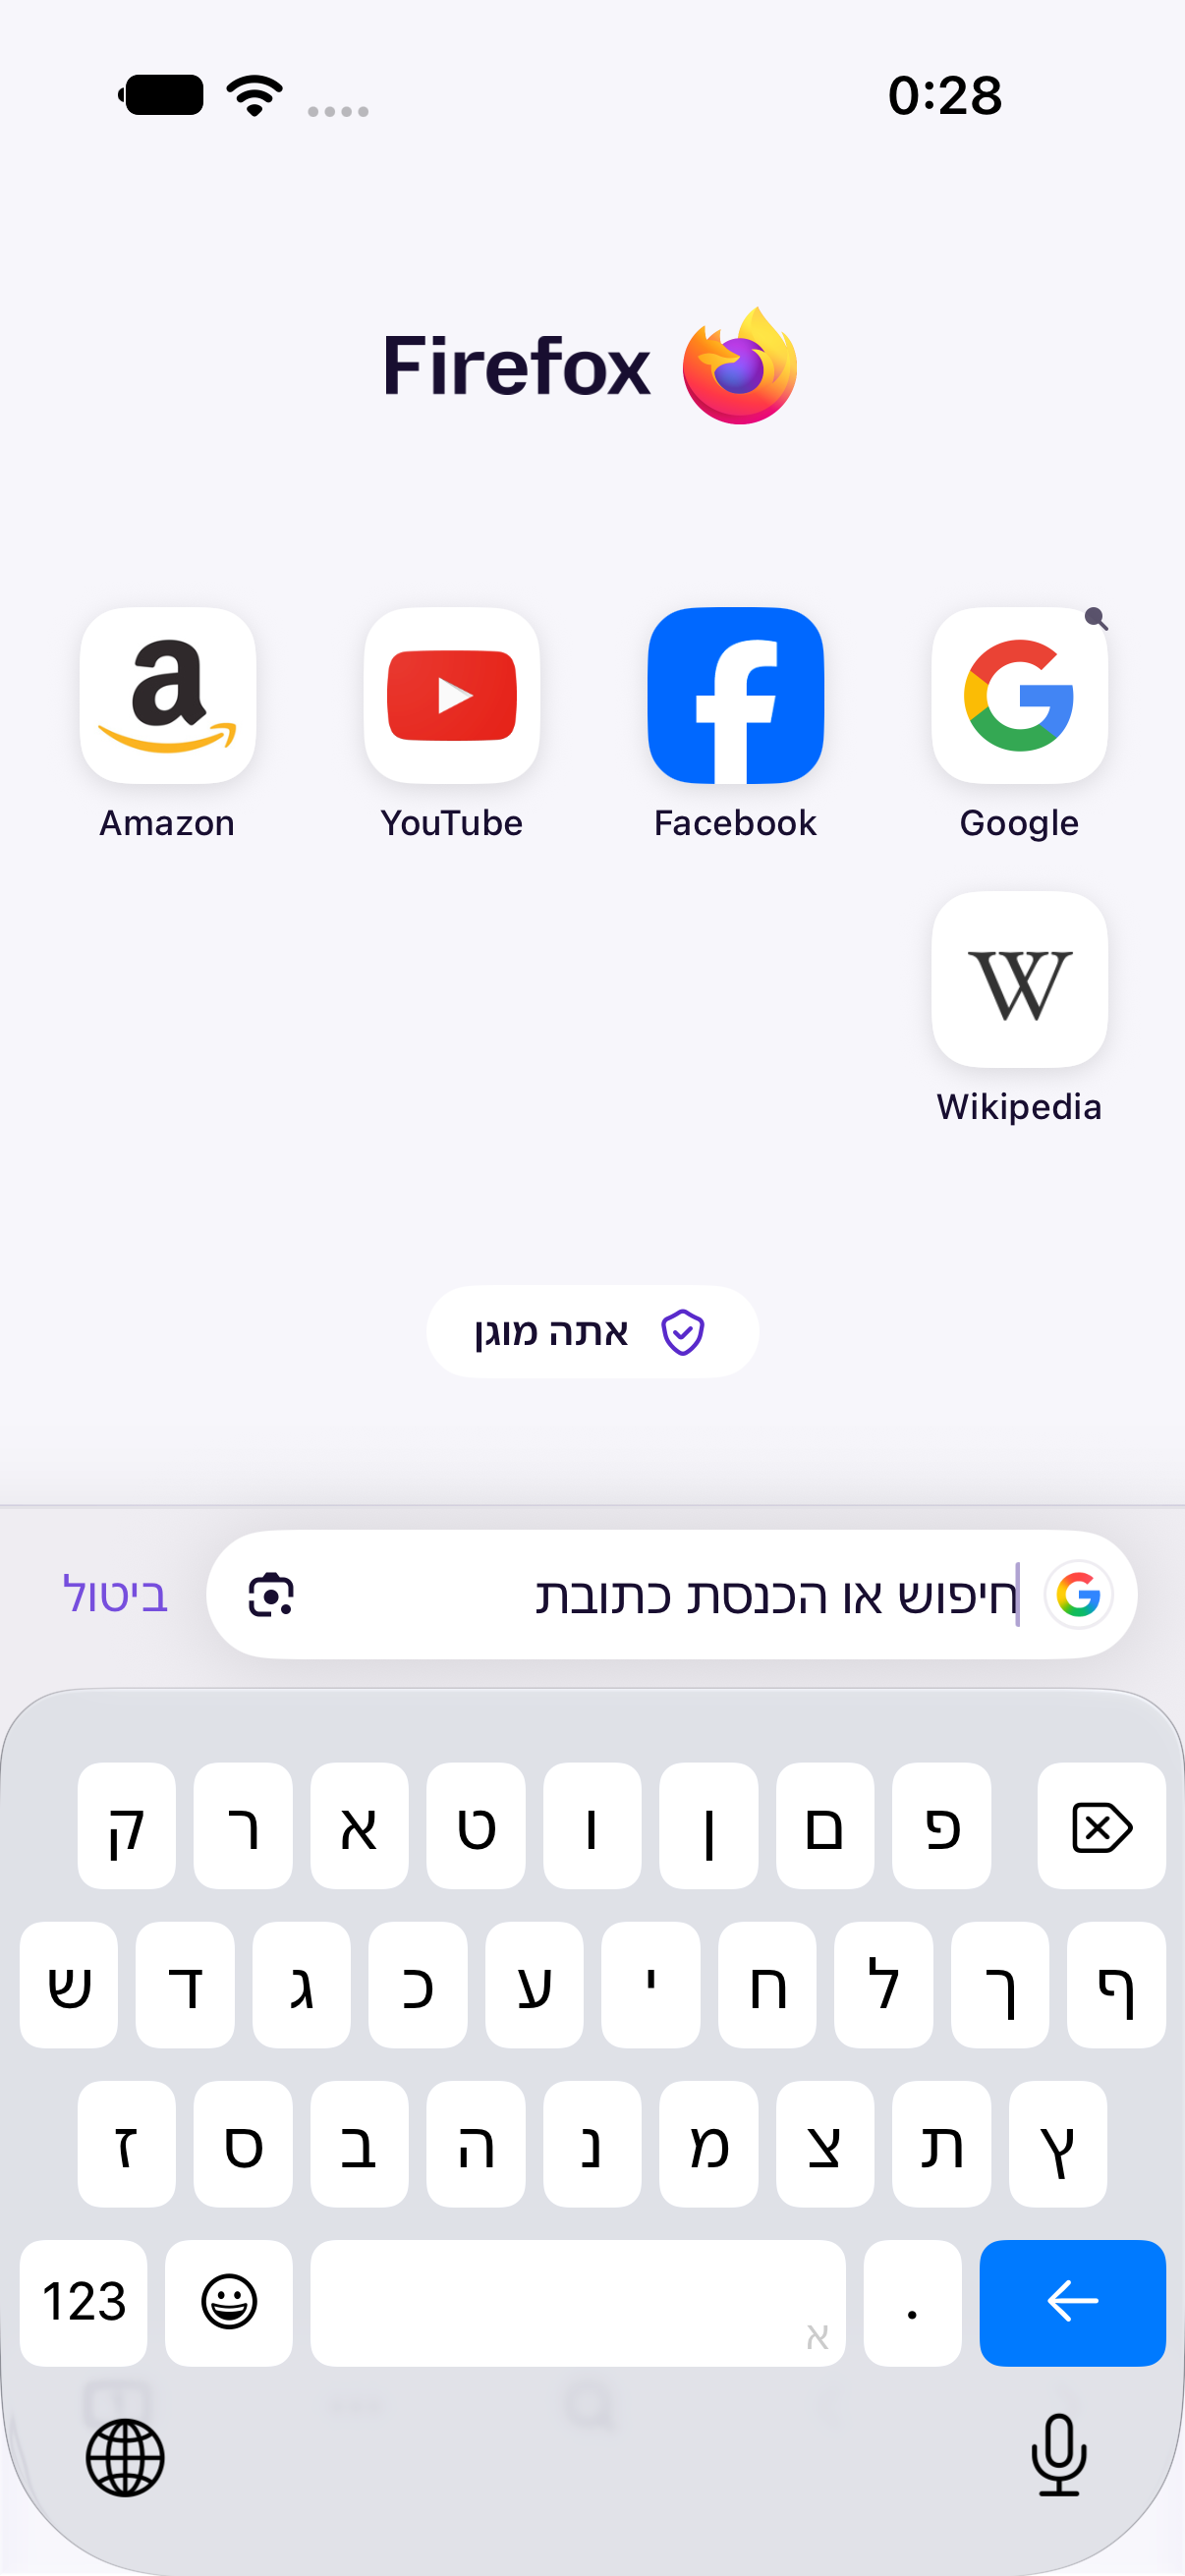 0:28
Firefox
Google
Facebook
YouTube
Amazon
Wikipedia
אתה מוגן
חיפוש או הכנסת כתובת
ביטול
ק ר א ט ו ן ם פ
ש ד ג כ ע י ח ל ך ף
ז ס ב ה נ מ צ ת ץ
123 א .